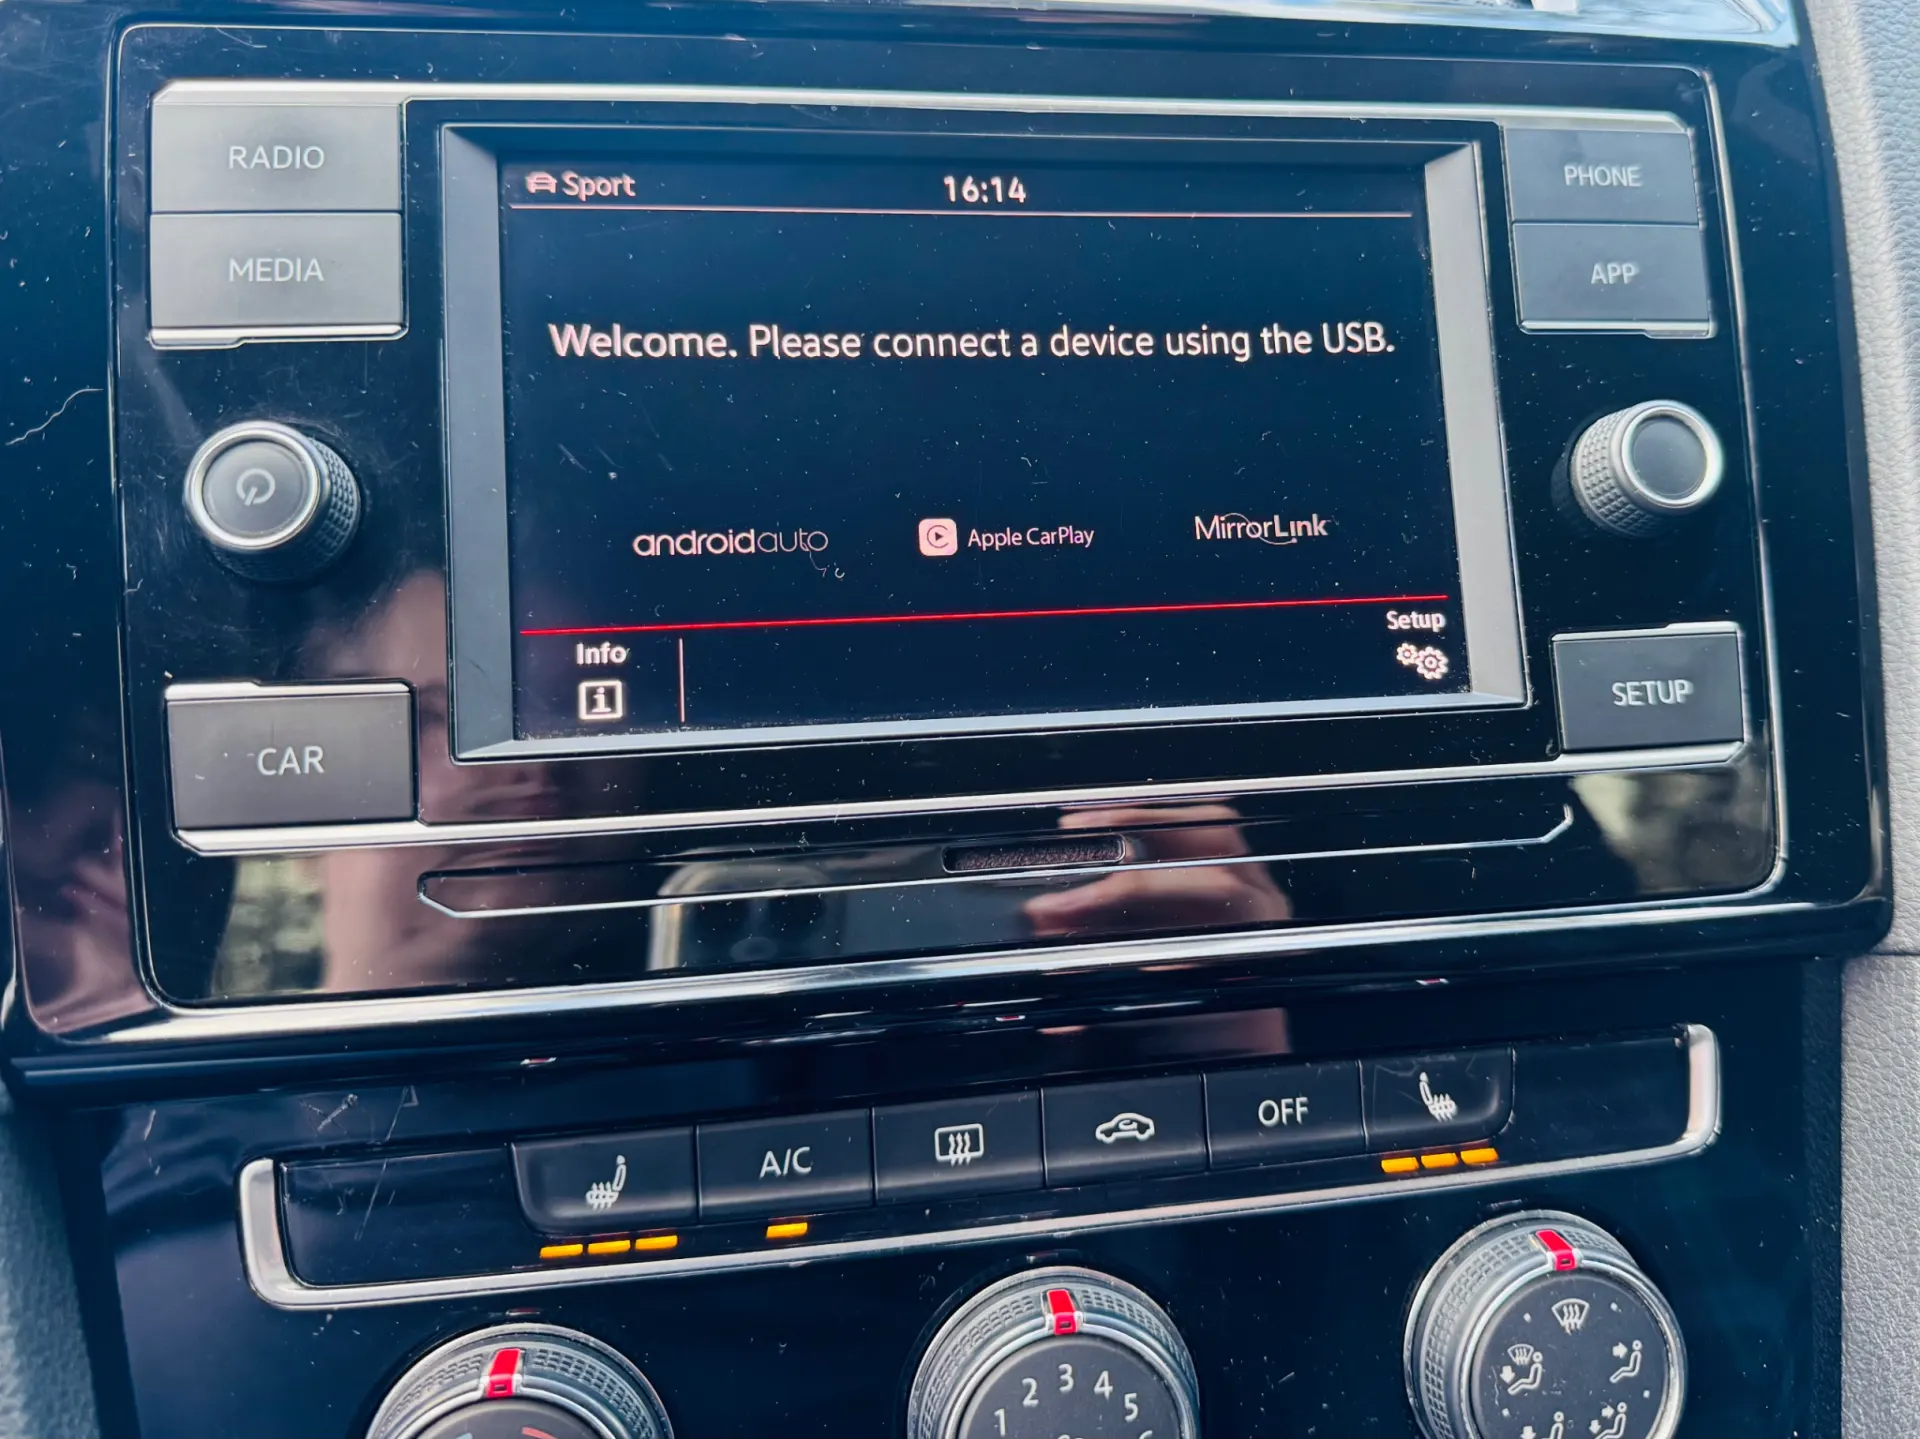 RADIO
MEDIA
Sport
16:14
PHONE
APP
Welcome. Please connect a device using the USB.
androidauto
Apple CarPlay
MirrorLink
Info
i
Setup
CAR
SETUP
A/C
OFF
1 2 3 4 5